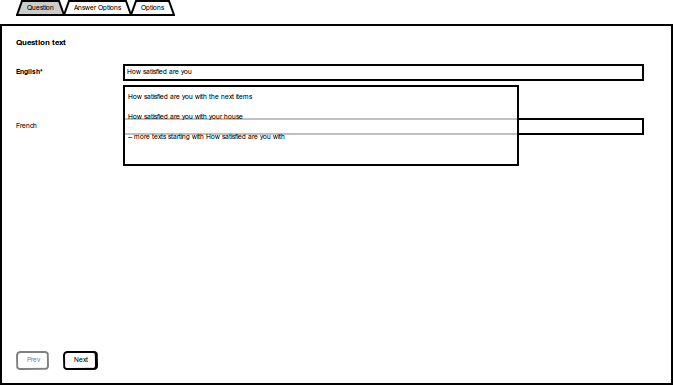 Question Answer Options Options
Question text
English*
How satisfied are you
How satisfied are you with the next items
How satisfied are you with your house
French
-- more texts starting with How satisfied are you with
Prev Next